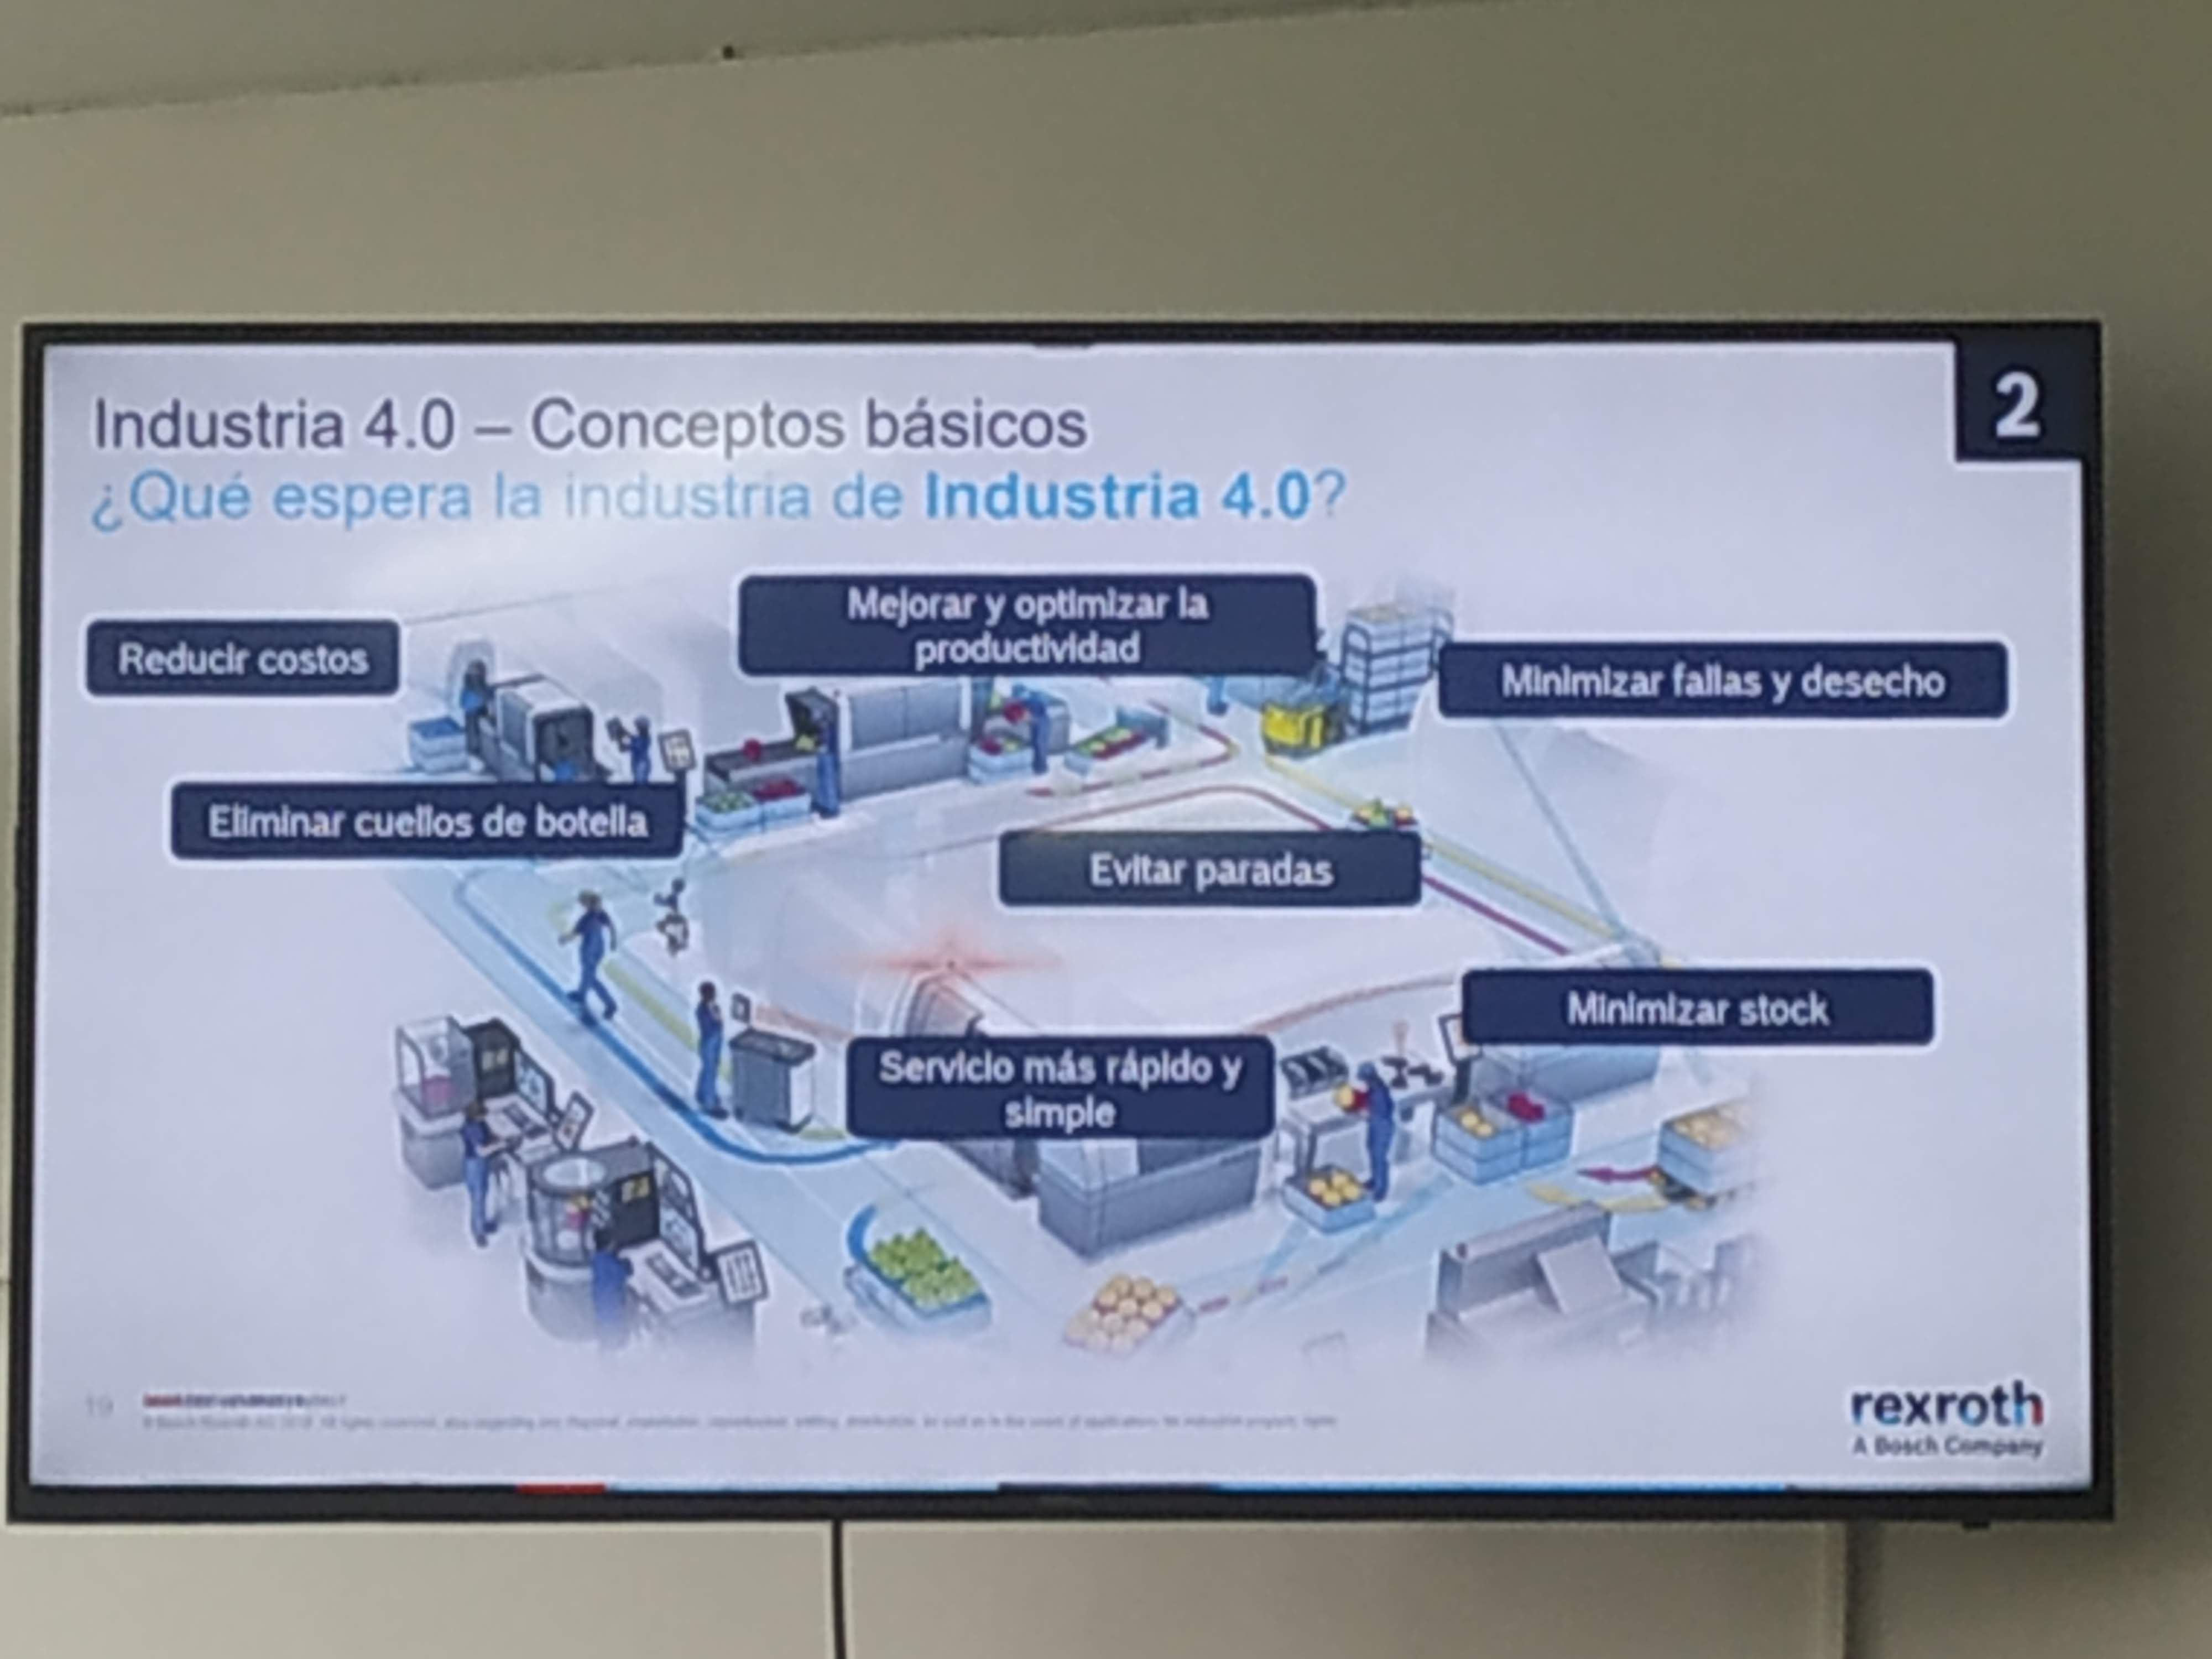 2
Industria 4.0 – Conceptos básicos
¿Qué espera la industria de Industria 4.0?
Mejorar y optimizar la
productividad
Reducir costos
Minimizar fallas y desecho
Eliminar cuellos de botella
Evitar paradas
Minimizar stock
Servicio más rápido y
simple
19
rexroth
A Bosch Company